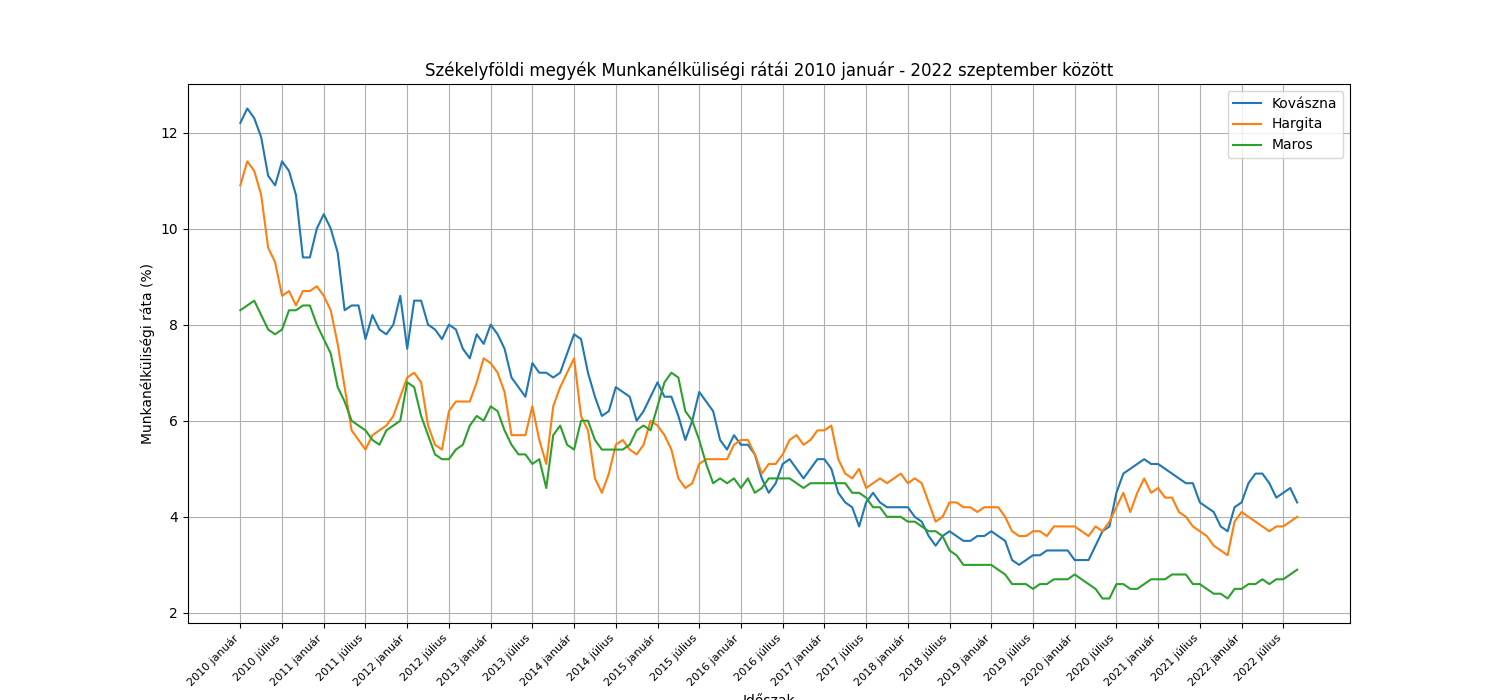 Székelyföldi megyék Munkanélküliségi rátái 2010 január - 2022 szeptember között
Kovászna
Hargita
Maros
Munkanélküliségi ráta (%)
12
10
8
6
4
2
2010 január
2010 július
2011 január
2011 július
2012 január
2012 július
2013 január
2013 július
2014 január
2014 július
2015 január
2015 július
2016 január
2016 július
2017 január
2017 július
2018 január
2018 július
2019 január
2019 július
2020 január
2020 július
2021 január
2021 július
2022 január
2022 július
Időszak